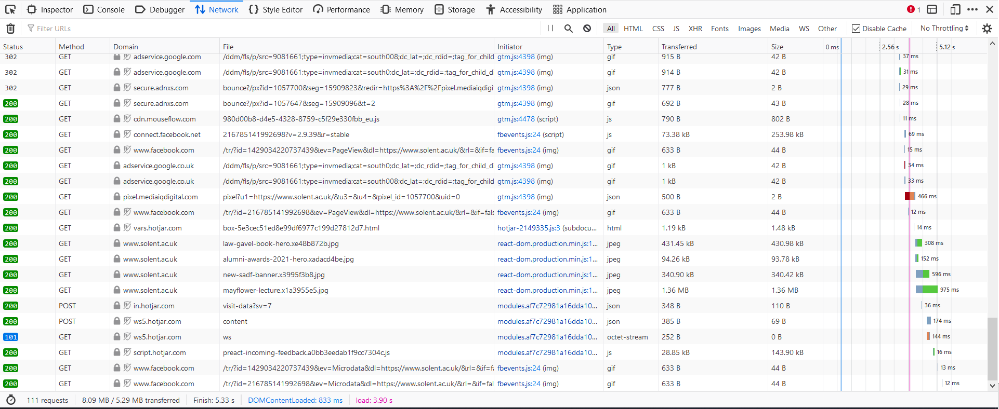 Inspector Console Debugger Network Style Editor Performance Memory Storage Accessibility Application 1
Filter URLs All HTML CSS JS XHR Fonts Images Media WS Other Disable Cache No Throttling
Status Method Domain File Initiator Type Transferred Size 0 ms 2.56 s 5.12 s
302 GET adservice.google.com /ddm/fls/p/src=9081661;type=invmedia;cat=south008;dc_lat=;dc_rdid=;tag_for_child gtm.js:4398 (img) gif 915 B 42 B 37 ms
302 GET adservice.google.com /ddm/fls/p/src=9081661;type=invmedia;cat=south0;dc_lat=;dc_rdid=;tag_for_child_d gtm.js:4398 (img) gif 914 B 42 B 31 ms
302 GET secure.adnxs.com bounce?/px?id=1057700&seg=15909823&redir=https%3A%2F%2Fpixel.mediaiqdigi gtm.js:4398 (img) json 777 B 2 B 29 ms
200 GET secure.adnxs.com bounce?/px?id=1057647&seg=15909096&t=2 gtm.js:4398 (img) gif 692 B 43 B 28 ms
200 GET cdn.mouseflow.com 980d00b8-d4e5-4328-8759-c5f29e330fbb_eu.js gtm.js:4478 (script) js 790 B 802 B 11 ms
200 GET connect.facebook.net 216785141992698?v=2.9.39&r=stable fbevents.js:24 (script) js 73.38 kB 253.98 kB 69 ms
200 GET www.facebook.com /tr/?id=1429034220737439&ev=PageView&dl=https://www.solent.ac.uk/&rl=&if=fa fbevents.js:24 (img) gif 633 B 44 B 15 ms
200 GET adservice.google.co.uk /ddm/fls/p/src=9081661;type=invmedia;cat=south0;dc_lat=;dc_rdid=;tag_for_child_d gtm.js:4398 (img) gif 1 kB 42 B 34 ms
200 GET adservice.google.co.uk /ddm/fls/p/src=9081661;type=invmedia;cat=south008;dc_lat=;dc_rdid=;tag_for_child gtm.js:4398 (img) gif 1 kB 42 B 33 ms
200 GET pixel.mediaiqdigital.com pixel?u1=https://www.solent.ac.uk/&u3=&u4=&pixel_id=1057700&uid=0 gtm.js:4398 (img) json 500 B 2 B 466 ms
200 GET www.facebook.com /tr/?id=216785141992698&ev=PageView&dl=https://www.solent.ac.uk/&rl=&if=fals fbevents.js:24 (img) gif 633 B 44 B 12 ms
200 GET vars.hotjar.com box-5e3cec51ed8e99df6977c199d27812d7.html hotjar-2149335.js:3 (subdocu... html 1.19 kB 1.48 kB 14 ms
200 GET www.solent.ac.uk law-gavel-book-hero.xe48b872b.jpg react-dom.production.min.js:1... jpeg 431.45 kB 430.98 kB 308 ms
200 GET www.solent.ac.uk alumni-awards-2021-hero.xadacd4be.jpg react-dom.production.min.js:1... jpeg 94.26 kB 93.78 kB 152 ms
200 GET www.solent.ac.uk new-sadf-banner.x3995f3b8.jpg react-dom.production.min.js:1... jpeg 340.90 kB 340.42 kB 596 ms
200 GET www.solent.ac.uk mayflower-lecture.x1a3955e5.jpg react-dom.production.min.js:1... jpeg 1.36 MB 1.36 MB 975 ms
200 POST in.hotjar.com visit-data?sv=7 modules.af7c72981a16dda10... json 348 B 110 B 36 ms
200 POST ws5.hotjar.com content modules.af7c72981a16dda10... json 385 B 69 B 174 ms
101 GET ws5.hotjar.com ws modules.af7c72981a16dda10... octet-stream 252 B 0 B 144 ms
200 GET script.hotjar.com preact-incoming-feedback.a0bb3eedab1f9cc7304c.js modules.af7c72981a16dda10... js 28.85 kB 143.90 kB 16 ms
200 GET www.facebook.com /tr/?id=1429034220737439&ev=Microdata&dl=https://www.solent.ac.uk/&rl=&if=fa fbevents.js:24 (img) gif 633 B 44 B 13 ms
200 GET www.facebook.com /tr/?id=216785141992698&ev=Microdata&dl=https://www.solent.ac.uk/&rl=&if=fal fbevents.js:24 (img) gif 633 B 44 B 12 ms
111 requests 8.09 MB / 5.29 MB transferred Finish: 5.33 s DOMContentLoaded: 833 ms load: 3.90 s